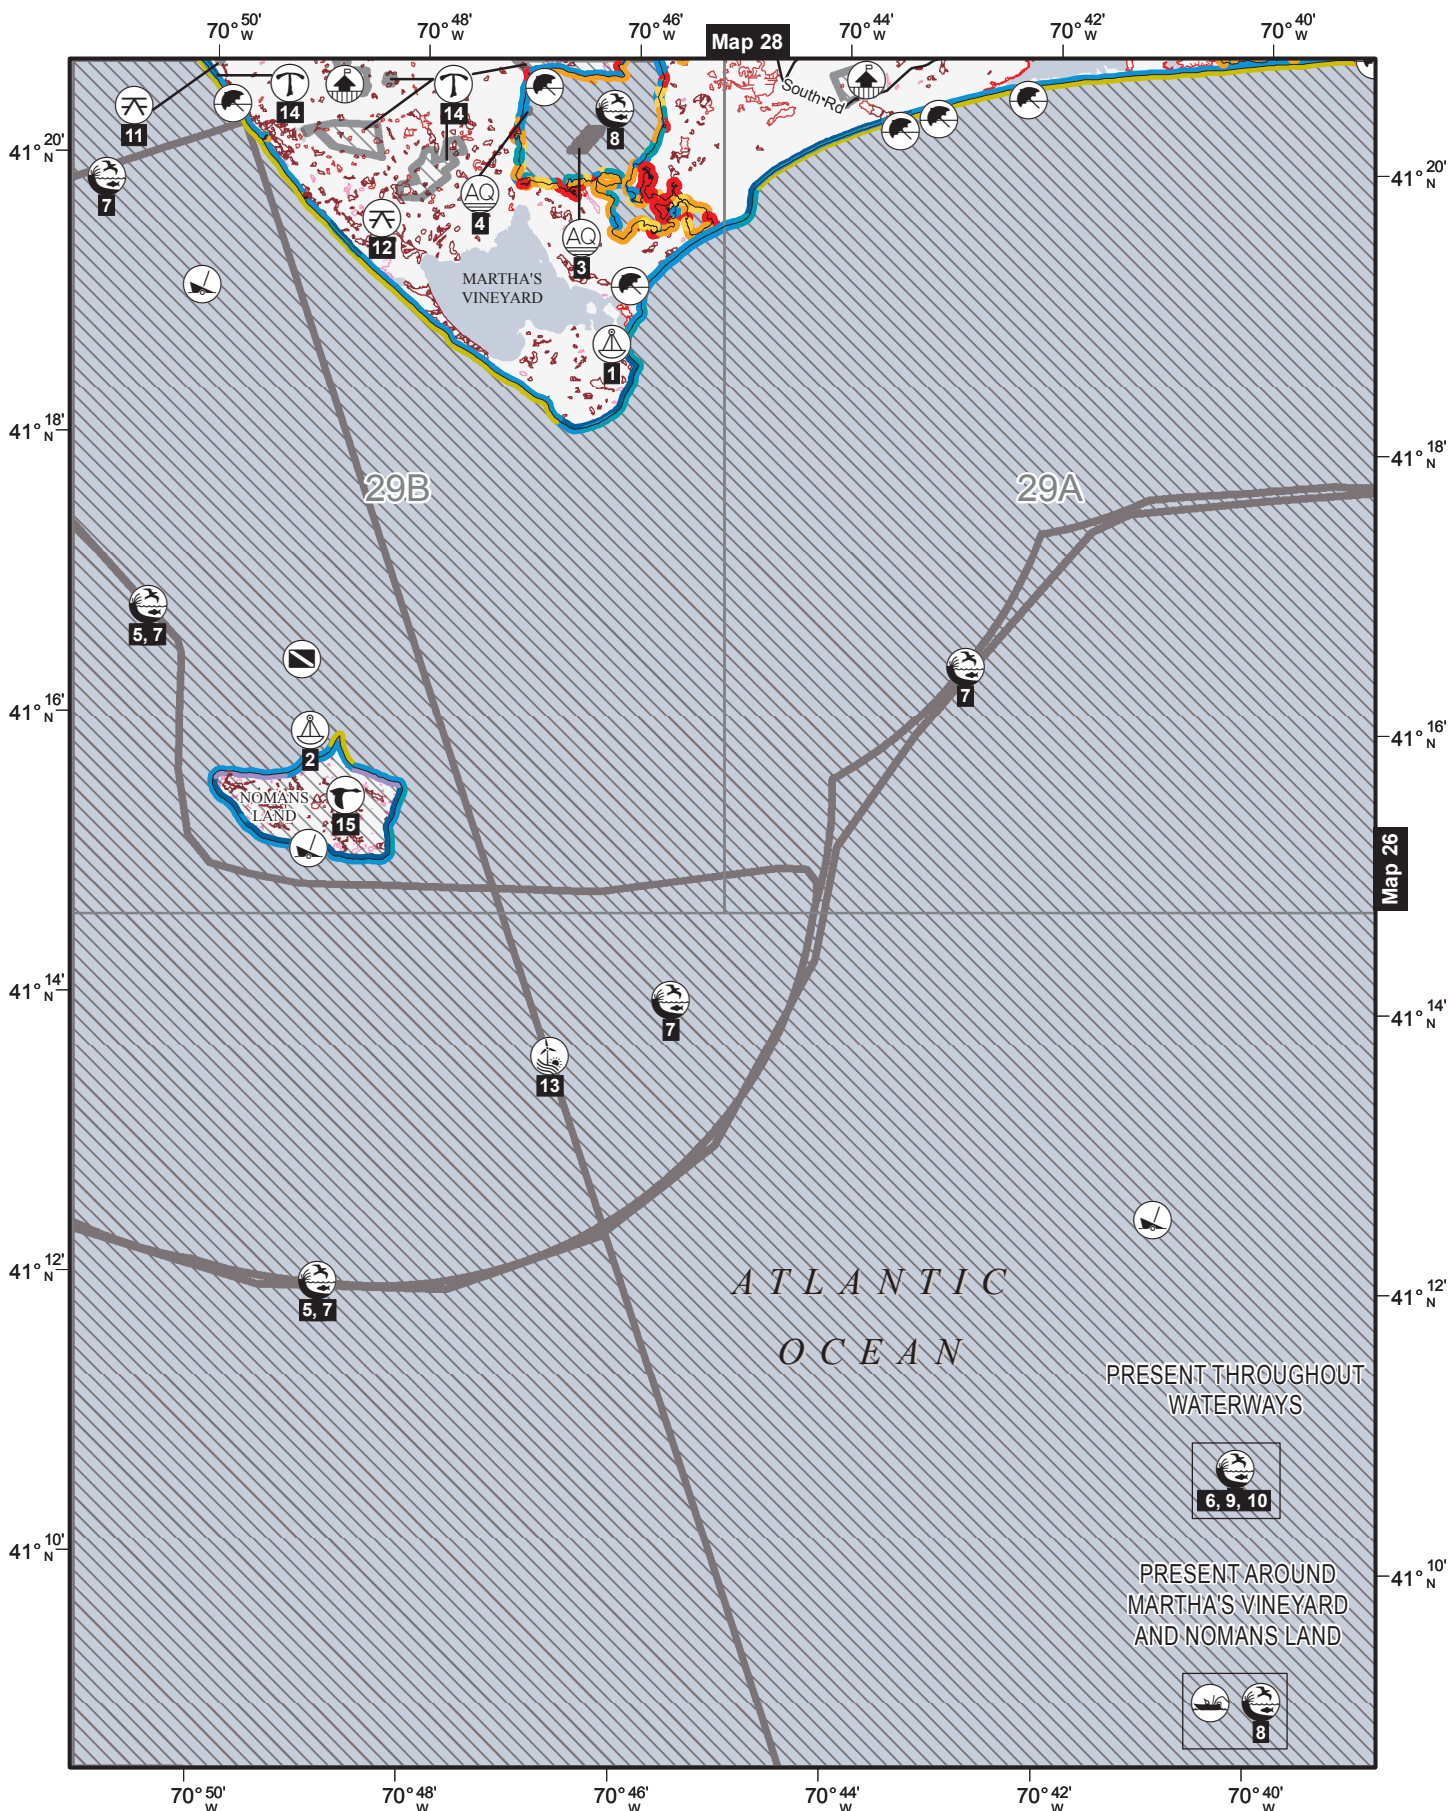 70°50' W
70°48' W
70°46' W
Map 28
70°44' W
70°42' W
70°40' W
South Rd
11
14
14
8
41°20' N
41°20' N
7
4
12
3
MARTHA'S
VINEYARD
1
41°18' N
41°18' N
29B
29A
5, 7
7
41°16' N
41°16' N
2
NOMANS
LAND
15
Map 26
41°14' N
41°14' N
7
13
41°12' N
41°12' N
5, 7
ATLANTIC
OCEAN
PRESENT THROUGHOUT
WATERWAYS
6, 9, 10
41°10' N
41°10' N
PRESENT AROUND
MARTHA'S VINEYARD
AND NOMANS LAND
8
70°50' W
70°48' W
70°46' W
70°44' W
70°42' W
70°40' W
AQ
AQ